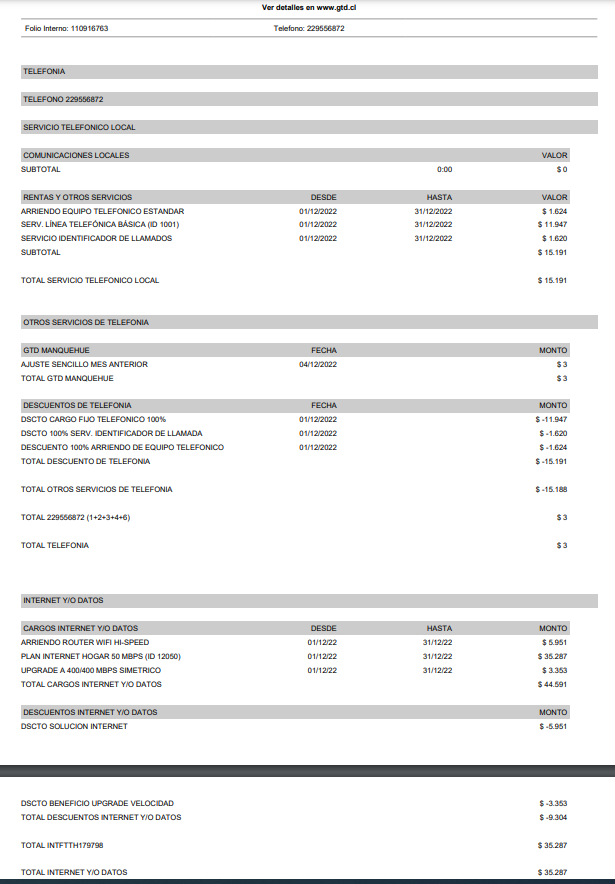 Ver detalles en www.gtd.cl
Folio Interno: 110916763 Telefono: 229556872
TELEFONIA
TELEFONO 229556872
SERVICIO TELEFONICO LOCAL
COMUNICACIONES LOCALES VALOR
SUBTOTAL 0:00 $ 0
RENTAS Y OTROS SERVICIOS DESDE HASTA VALOR
ARRIENDO EQUIPO TELEFONICO ESTANDAR 01/12/2022 31/12/2022 $ 1.624
SERV. LÍNEA TELEFÓNICA BÁSICA (ID 1001) 01/12/2022 31/12/2022 $ 11.947
SERVICIO IDENTIFICADOR DE LLAMADOS 01/12/2022 31/12/2022 $ 1.620
SUBTOTAL $ 15.191
TOTAL SERVICIO TELEFONICO LOCAL $ 15.191
OTROS SERVICIOS DE TELEFONIA
GTD MANQUEHUE FECHA MONTO
AJUSTE SENCILLO MES ANTERIOR 04/12/2022 $ 3
TOTAL GTD MANQUEHUE $ 3
DESCUENTOS DE TELEFONIA FECHA MONTO
DSCTO CARGO FIJO TELEFONICO 100% 01/12/2022 $ -11.947
DSCTO 100% SERV. IDENTIFICADOR DE LLAMADA 01/12/2022 $ -1.620
DESCUENTO 100% ARRIENDO DE EQUIPO TELEFONICO 01/12/2022 $ -1.624
TOTAL DESCUENTO DE TELEFONIA $ -15.191
TOTAL OTROS SERVICIOS DE TELEFONIA $ -15.188
TOTAL 229556872 (1+2+3+4+6) $ 3
TOTAL TELEFONIA $ 3
INTERNET Y/O DATOS
CARGOS INTERNET Y/O DATOS DESDE HASTA MONTO
ARRIENDO ROUTER WIFI HI-SPEED 01/12/22 31/12/22 $ 5.951
PLAN INTERNET HOGAR 50 MBPS (ID 12050) 01/12/22 31/12/22 $ 35.287
UPGRADE A 400/400 MBPS SIMETRICO 01/12/22 31/12/22 $ 3.353
TOTAL CARGOS INTERNET Y/O DATOS $ 44.591
DESCUENTOS INTERNET Y/O DATOS MONTO
DSCTO SOLUCION INTERNET $ -5.951
DSCTO BENEFICIO UPGRADE VELOCIDAD $ -3.353
TOTAL DESCUENTOS INTERNET Y/O DATOS $ -9.304
TOTAL INTFTTH179798 $ 35.287
TOTAL INTERNET Y/O DATOS $ 35.287